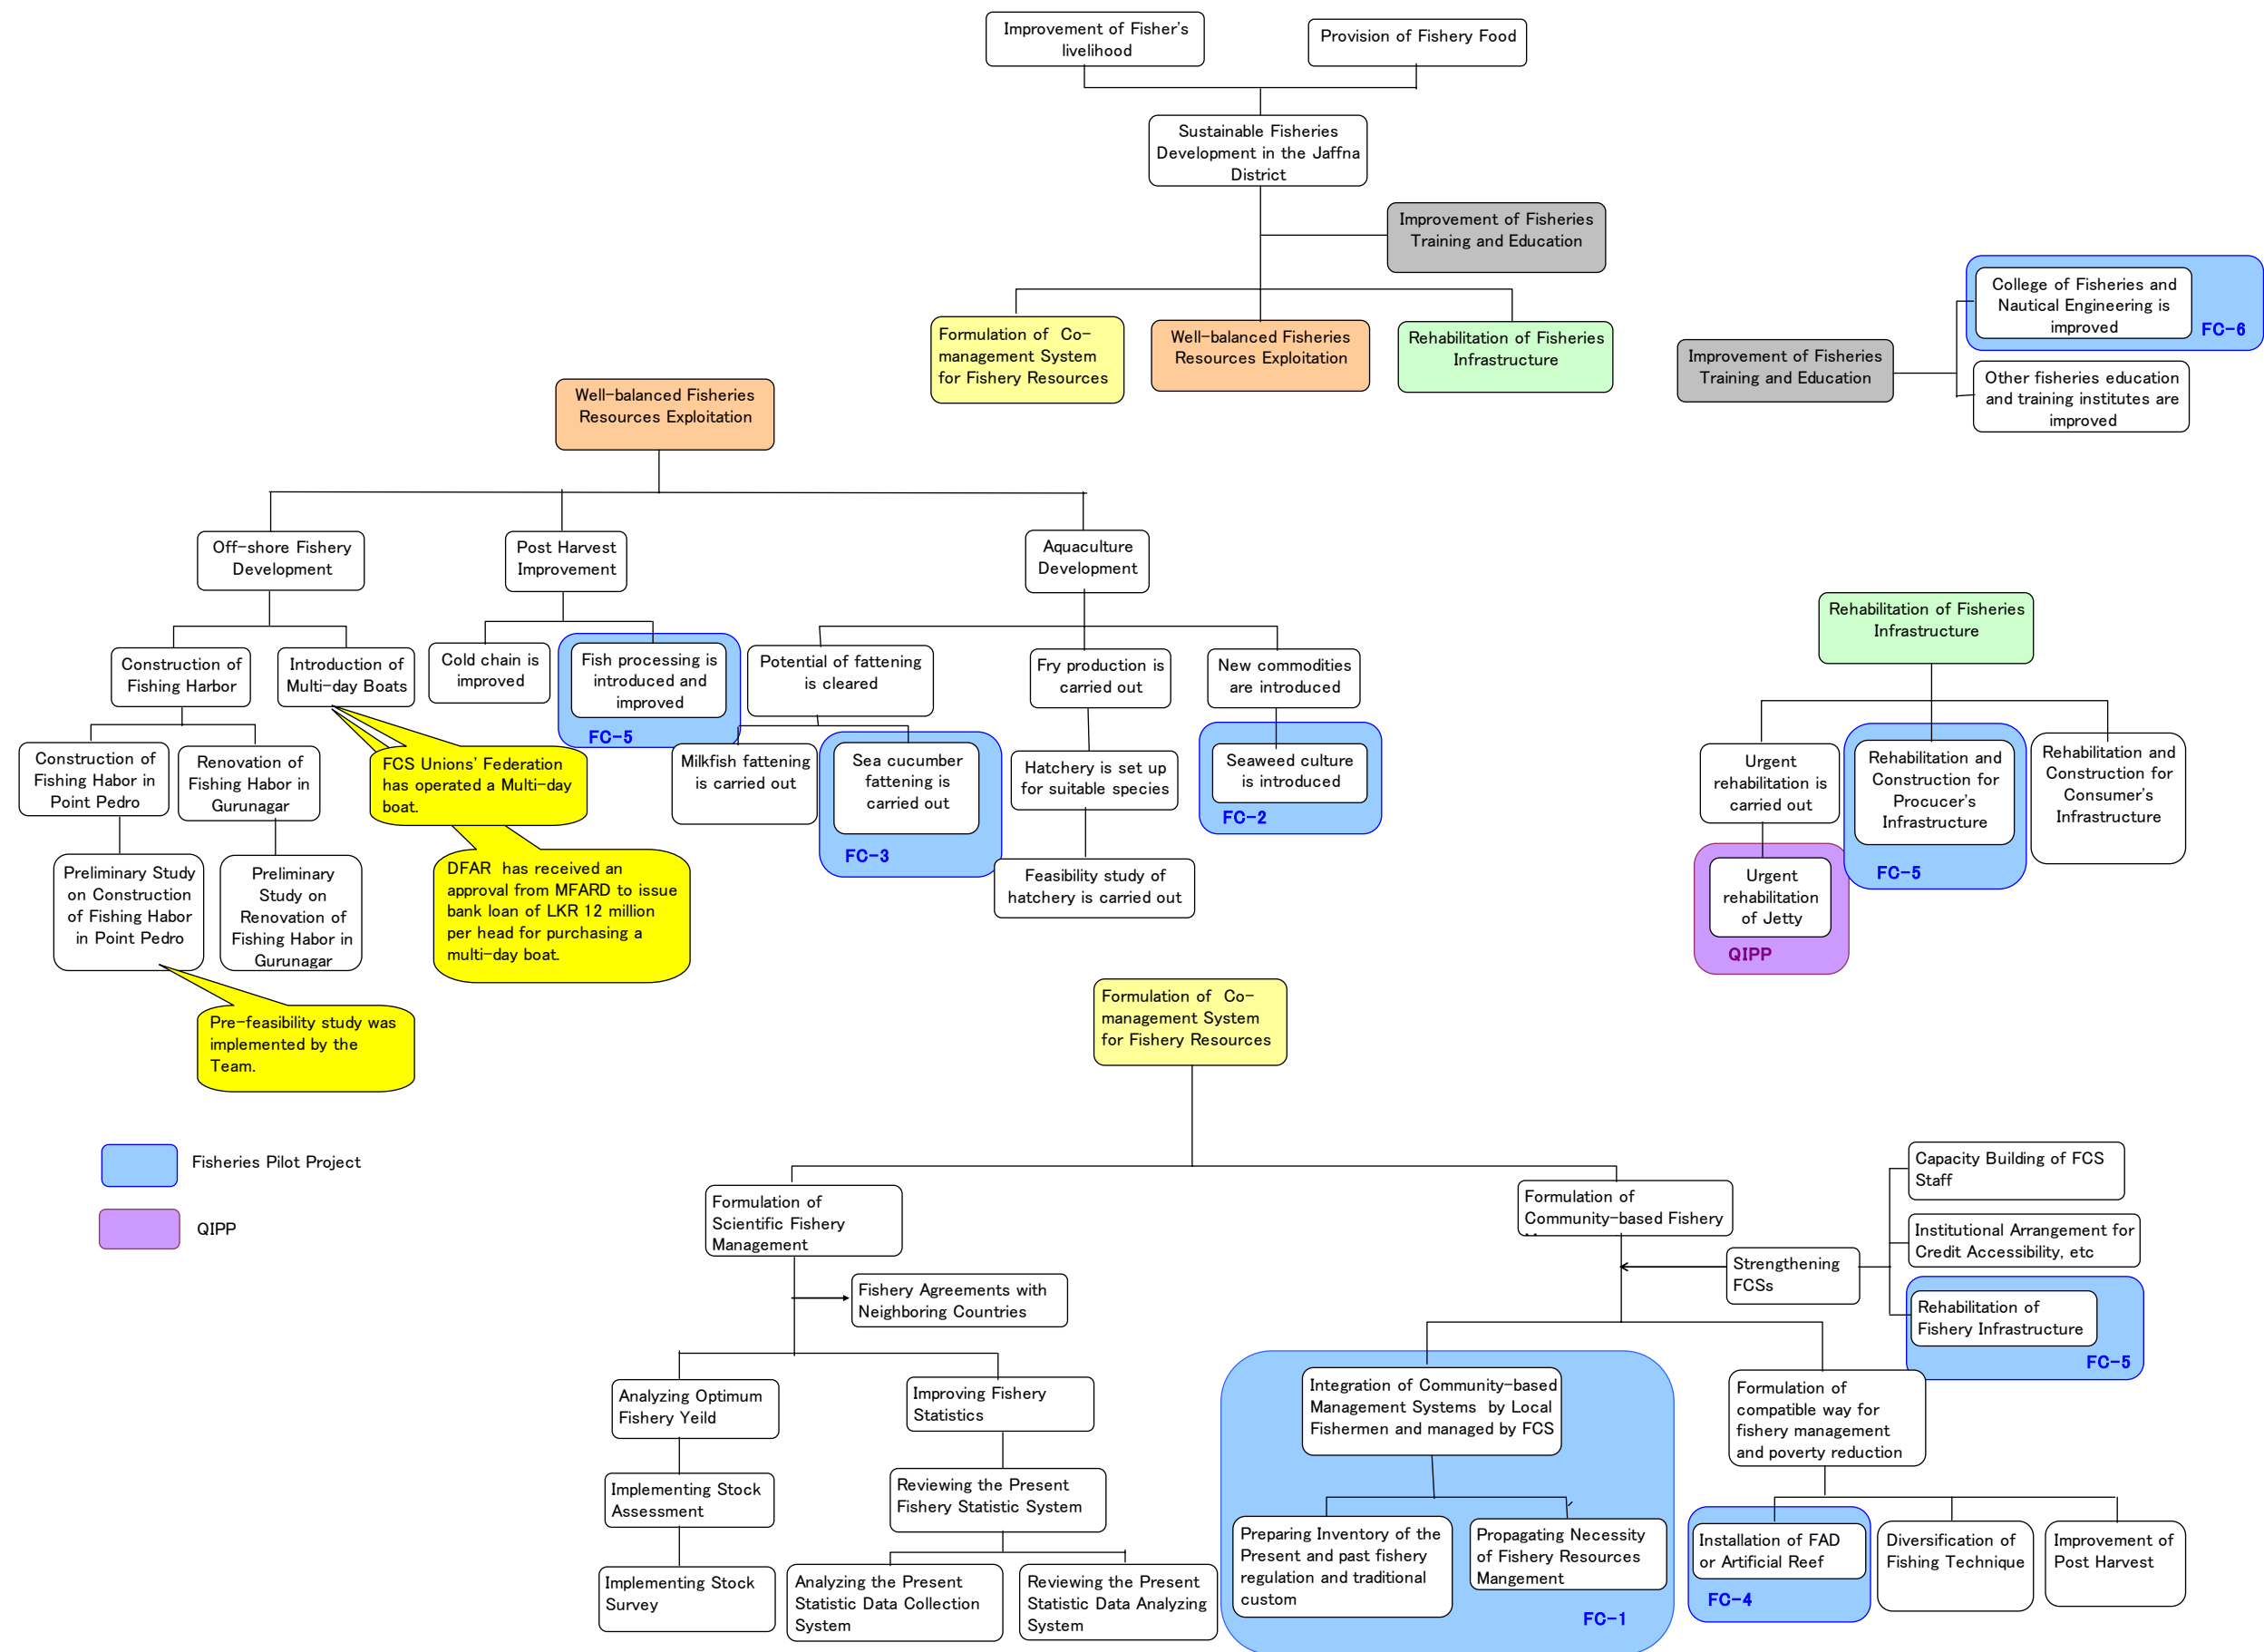 Improvement of Fisher's
livelihood
Provision of Fishery Food
Sustainable Fisheries
Development in the Jaffna
District
Improvement of Fisheries
Training and Education
Formulation of Co-
management System
for Fishery Resources
Well-balanced Fisheries
Resources Exploitation
Rehabilitation of Fisheries
Infrastructure
Improvement of Fisheries
Training and Education
College of Fisheries and
Nautical Engineering is
improved
FC-6
Other fisheries education
and training institutes are
improved
Well-balanced Fisheries
Resources Exploitation
Off-shore Fishery
Development
Post Harvest
Improvement
Aquaculture
Development
Construction of
Fishing Harbor
Introduction of
Multi-day Boats
Cold chain is
improved
Fish processing is
introduced and
improved
FC-5
Potential of fattening
is cleared
Fry production is
carried out
New commodities
are introduced
Construction of
Fishing Habor in
Point Pedro
Renovation of
Fishing Habor in
Gurunagar
FCS Unions' Federation
has operated a Multi-day
boat.
Milkfish fattening
is carried out
Sea cucumber
fattening is
carried out
FC-3
Hatchery is set up
for suitable species
Seaweed culture
is introduced
FC-2
Preliminary Study
on Construction
of Fishing Habor
in Point Pedro
Preliminary
Study on
Renovation of
Fishing Habor in
Gurunagar
DFAR has received an
approval from MFARD to issue
bank loan of LKR 12 million
per head for purchasing a
multi-day boat.
Feasibility study of
hatchery is carried out
Pre-feasibility study was
implemented by the
Team.
Rehabilitation of Fisheries
Infrastructure
Urgent
rehabilitation is
carried out
Rehabilitation and
Construction for
Procucer's
Infrastructure
FC-5
Rehabilitation and
Construction for
Consumer's
Infrastructure
Urgent
rehabilitation
of Jetty
QIPP
Fisheries Pilot Project
QIPP
Formulation of Co-
management System
for Fishery Resources
Formulation of
Scientific Fishery
Management
Formulation of
Community-based Fishery
Fishery Agreements with
Neighboring Countries
Strengthening
FCSs
Capacity Building of FCS
Staff
Institutional Arrangement for
Credit Accessibility, etc
Rehabilitation of
Fishery Infrastructure
FC-5
Analyzing Optimum
Fishery Yeild
Improving Fishery
Statistics
Integration of Community-based
Management Systems by Local
Fishermen and managed by FCS
Formulation of
compatible way for
fishery management
and poverty reduction
Implementing Stock
Assessment
Reviewing the Present
Fishery Statistic System
Implementing Stock
Survey
Analyzing the Present
Statistic Data Collection
System
Reviewing the Present
Statistic Data Analyzing
System
Preparing Inventory of the
Present and past fishery
regulation and traditional
custom
Propagating Necessity
of Fishery Resources
Mangement
FC-1
Installation of FAD
or Artificial Reef
FC-4
Diversification of
Fishing Technique
Improvement of
Post Harvest